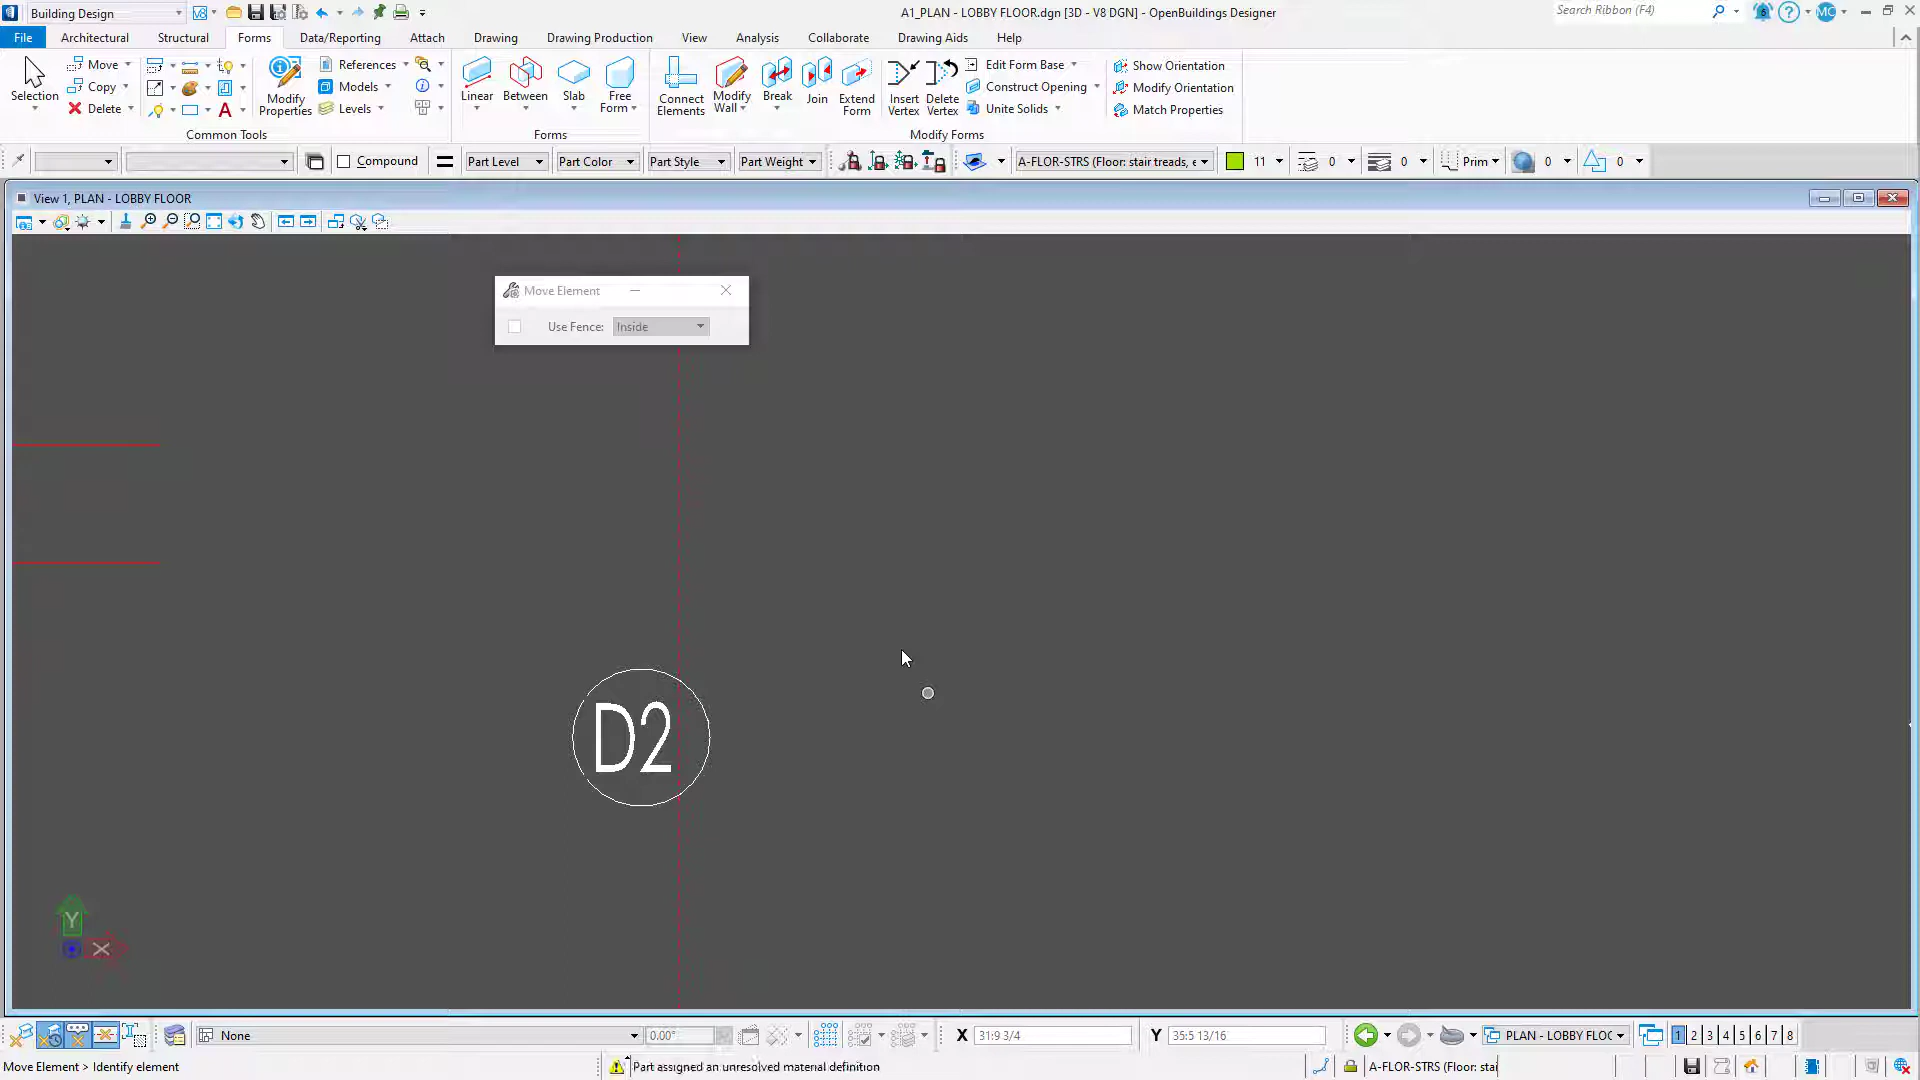 Building Design
A1_PLAN - LOBBY FLOOR.dgn [3D - V8 DGN] - OpenBuildings Designer
Search Ribbon (F4)
MC
File
Architectural
Structural
Forms
Data/Reporting
Attach
Drawing
Drawing Production
View
Analysis
Collaborate
Drawing Aids
Help
Selection
Move
Copy
Delete
Common Tools
Modify Properties
References
Models
Levels
Linear
Between
Slab
Free Form
Forms
Connect Elements
Modify Wall
Break
Join
Extend Form
Insert Vertex
Delete Vertex
Edit Form Base
Construct Opening
Unite Solids
Modify Forms
Show Orientation
Modify Orientation
Match Properties
Compound
Part Level
Part Color
Part Style
Part Weight
A-FLOR-STRS (Floor: stair treads, e
11
0
0
Prim
0
0
View 1, PLAN - LOBBY FLOOR
Move Element
Use Fence:
Inside
D2
Y
X
None
0.00°
X
31:9 3/4
Y
35:5 13/16
PLAN - LOBBY FLOC
1 2 3 4 5 6 7 8
Move Element > Identify element
Part assigned an unresolved material definition
A-FLOR-STRS (Floor: stai